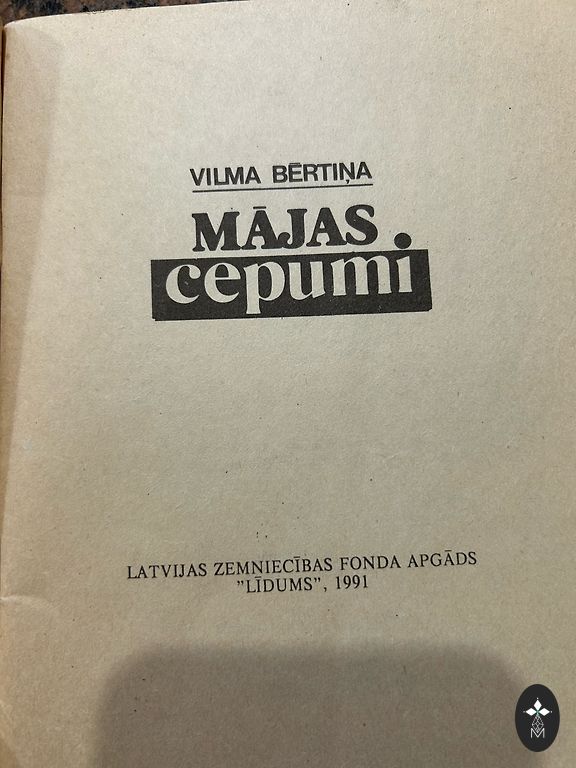 VILMA BĒRTIŅA
MĀJAS
cepumi
LATVIJAS ZEMNIECĪBAS FONDA APGĀDS
"LĪDUMS", 1991
M